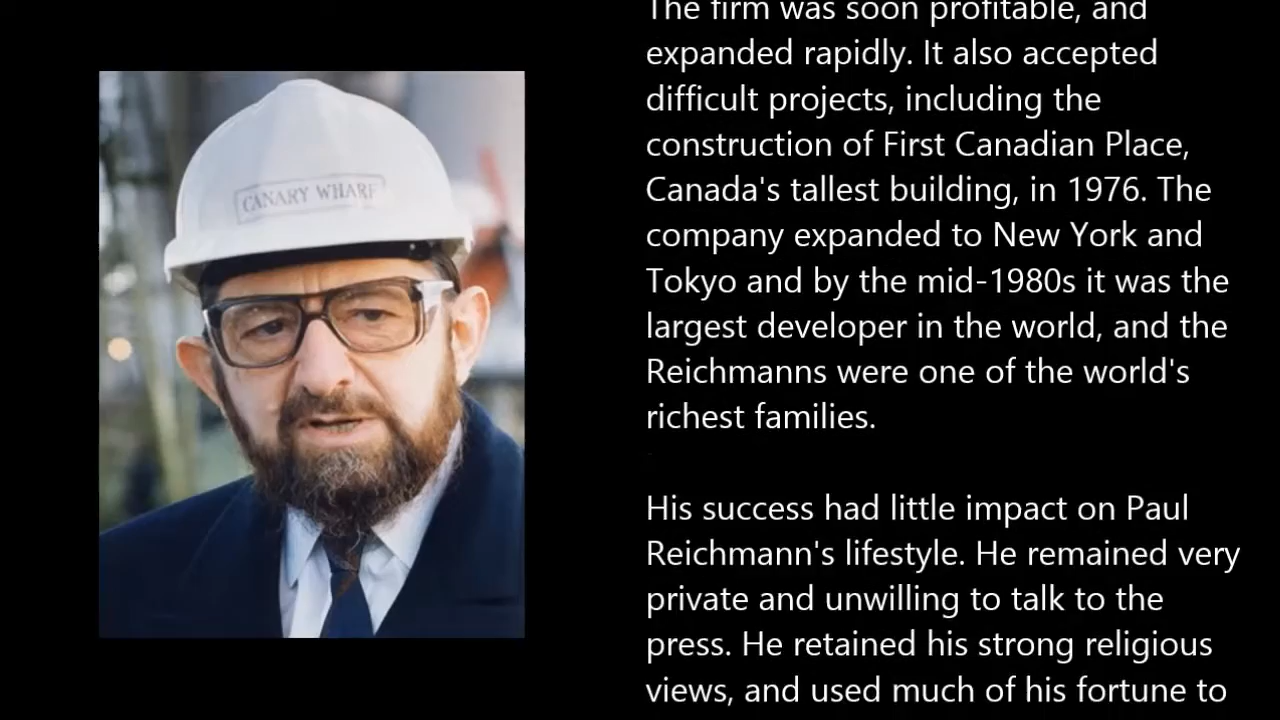 CANARY WHARF
The firm was soon profitable, and
expanded rapidly. It also accepted
difficult projects, including the
construction of First Canadian Place,
Canada's tallest building, in 1976. The
company expanded to New York and
Tokyo and by the mid-1980s it was the
largest developer in the world, and the
Reichmanns were one of the world's
richest families.
His success had little impact on Paul
Reichmann's lifestyle. He remained very
private and unwilling to talk to the
press. He retained his strong religious
views, and used much of his fortune to